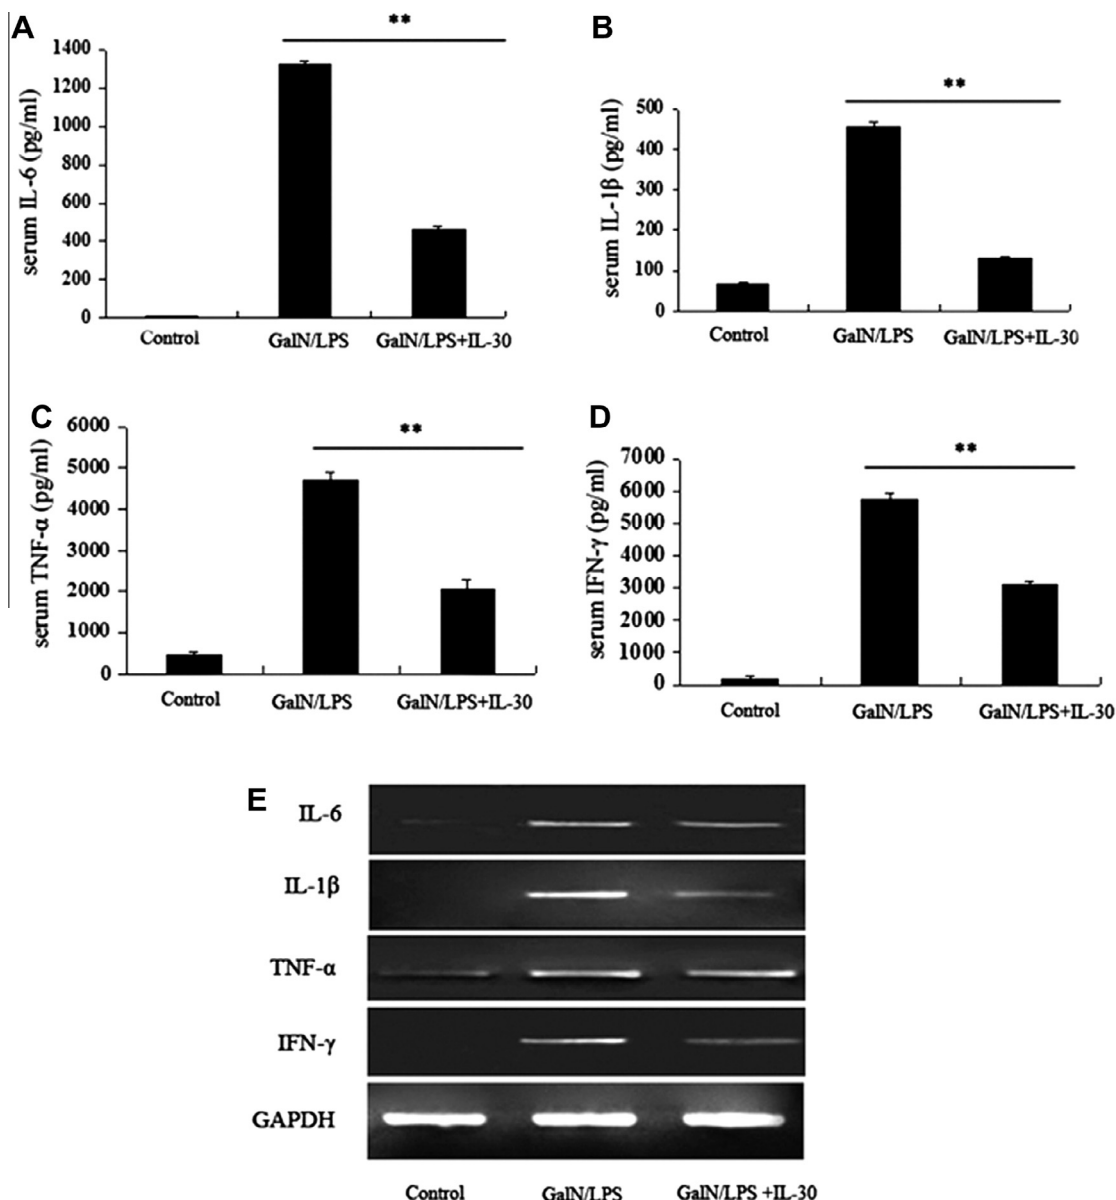 A
**
serum IL-6 (pg/ml)
1400
1200
1000
800
600
400
200
0
Control
GalN/LPS
GalN/LPS+IL-30
B
**
serum IL-1β (pg/ml)
500
400
300
200
100
0
Control
GalN/LPS
GalN/LPS+IL-30
C
**
serum TNF-α (pg/ml)
6000
5000
4000
3000
2000
1000
0
Control
GalN/LPS
GalN/LPS+IL-30
D
**
serum IFN-γ (pg/ml)
7000
6000
5000
4000
3000
2000
1000
0
Control
GalN/LPS
GalN/LPS+IL-30
E
IL-6
IL-1β
TNF-α
IFN-γ
GAPDH
Control
GalN/LPS
GalN/LPS +IL-30